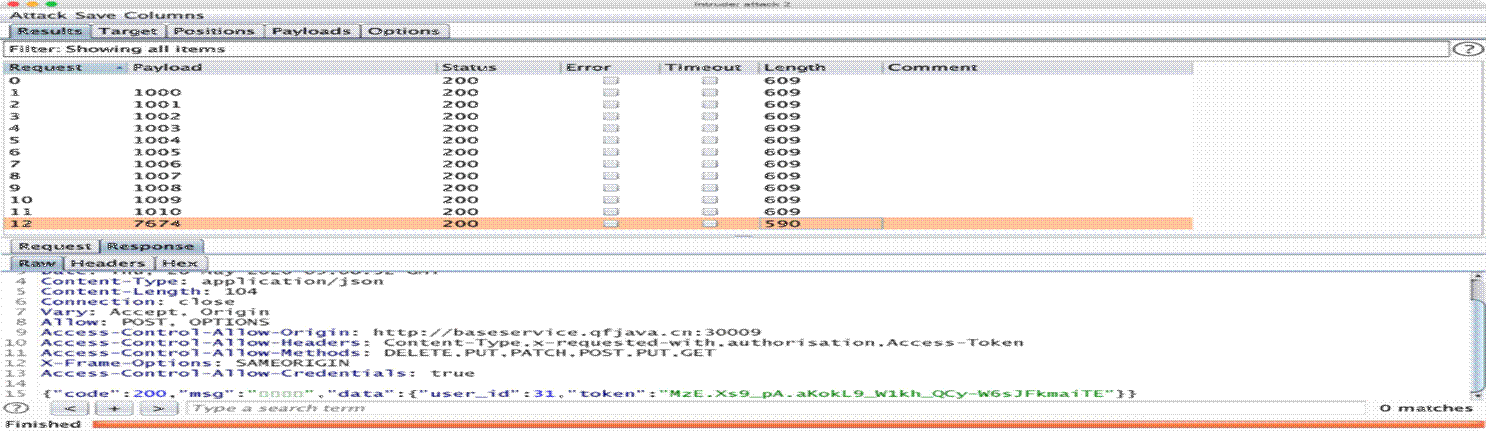 Intruder attack 2
Attack Save Columns
Results Target Positions Payloads Options
Filter: Showing all items ?
Request Payload Status Error Timeout Length Comment
0 200 609
1 1000 200 609
2 1001 200 609
3 1002 200 609
4 1003 200 609
5 1004 200 609
6 1005 200 609
7 1006 200 609
8 1007 200 609
9 1008 200 609
10 1009 200 609
11 1010 200 609
12 7674 200 590
Request Response
Raw Headers Hex
4 Content-Type: application/json
5 Content-Length: 104
6 Connection: close
7 Vary: Accept, Origin
8 Allow: POST, OPTIONS
9 Access-Control-Allow-Origin: http://baseservice.qfjava.cn:30009
10 Access-Control-Allow-Headers: Content-Type,x-requested-with,authorisation,Access-Token
11 Access-Control-Allow-Methods: DELETE,PUT,PATCH,POST,PUT,GET
12 X-Frame-Options: SAMEORIGIN
13 Access-Control-Allow-Credentials: true
14
15 {"code":200,"msg":"□□□□","data":{"user_id":31,"token":"MzE.Xs9_pA.aKokL9_W1kh_QCy-W6sJFkmaiTE"}}
? < + > Type a search term 0 matches
Finished